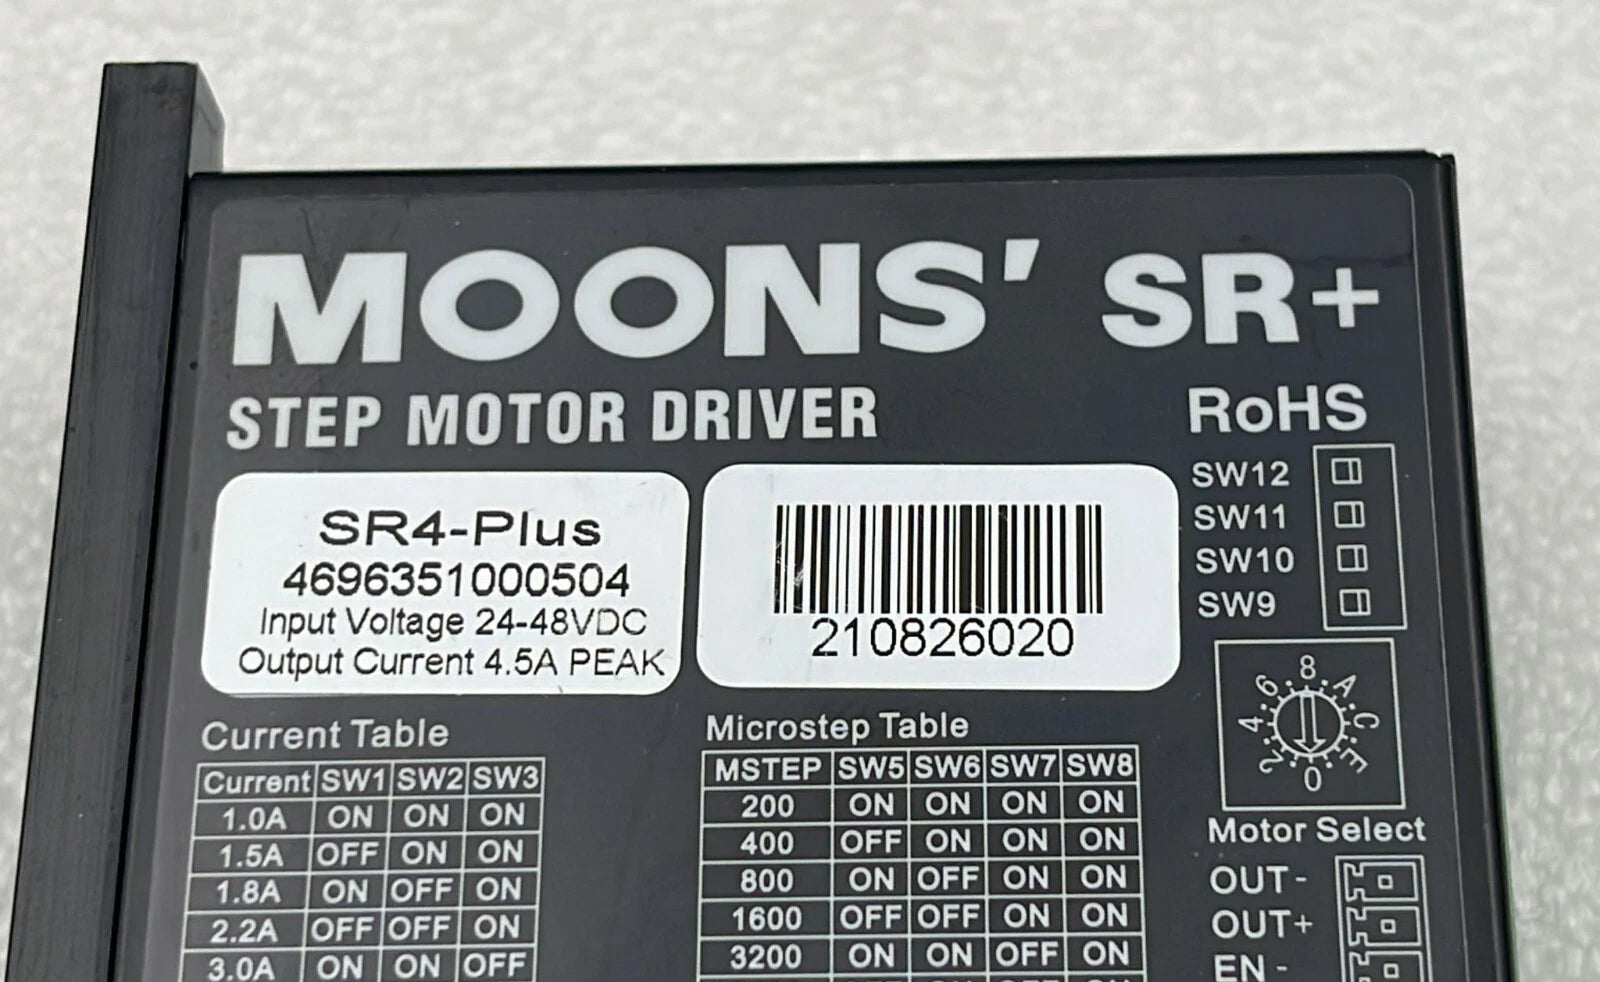 MOONS' SR+
STEP MOTOR DRIVER
RoHS
SR4-Plus
4696351000504
Input Voltage 24-48VDC
Output Current 4.5A PEAK
210826020
SW12
SW11
SW10
SW9
0 2 4 6 8 A C E
Motor Select
OUT -
OUT+
EN -
Current Table
Current SW1 SW2 SW3
1.0A ON ON ON
1.5A OFF ON ON
1.8A ON OFF ON
2.2A OFF OFF ON
3.0A ON ON OFF
Microstep Table
MSTEP SW5 SW6 SW7 SW8
200 ON ON ON ON
400 OFF ON ON ON
800 ON OFF ON ON
1600 OFF OFF ON ON
3200 ON ON OFF ON